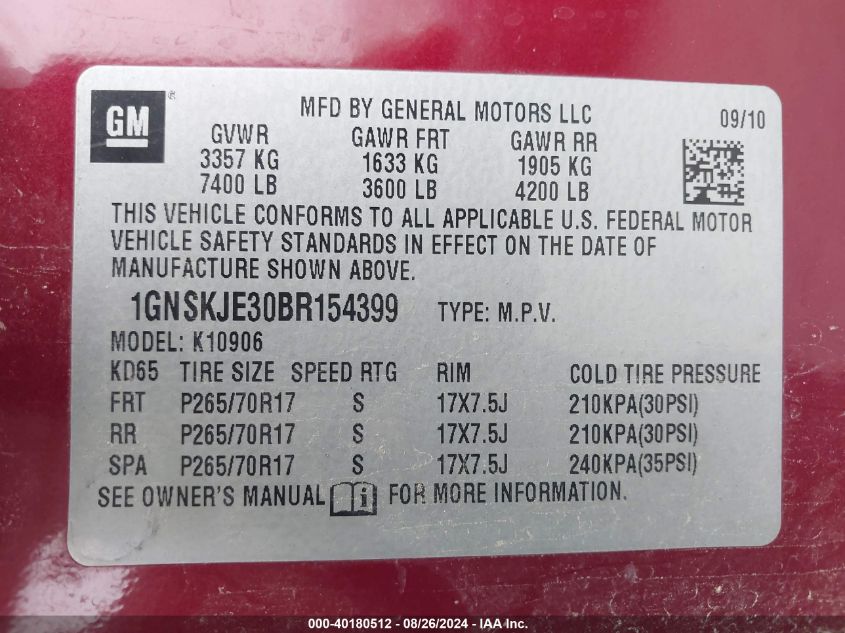 GM®
MFD BY GENERAL MOTORS LLC
09/10
GVWR GAWR FRT GAWR RR
3357 KG 1633 KG 1905 KG
7400 LB 3600 LB 4200 LB
THIS VEHICLE CONFORMS TO ALL APPLICABLE U.S. FEDERAL MOTOR
VEHICLE SAFETY STANDARDS IN EFFECT ON THE DATE OF
MANUFACTURE SHOWN ABOVE.
1GNSKJE30BR154399 TYPE: M.P.V.
MODEL: K10906
KD65 TIRE SIZE SPEED RTG RIM COLD TIRE PRESSURE
FRT P265/70R17 S 17X7.5J 210KPA(30PSI)
RR P265/70R17 S 17X7.5J 210KPA(30PSI)
SPA P265/70R17 S 17X7.5J 240KPA(35PSI)
SEE OWNER'S MANUAL i FOR MORE INFORMATION.
000-40180512 - 08/26/2024 - IAA Inc.